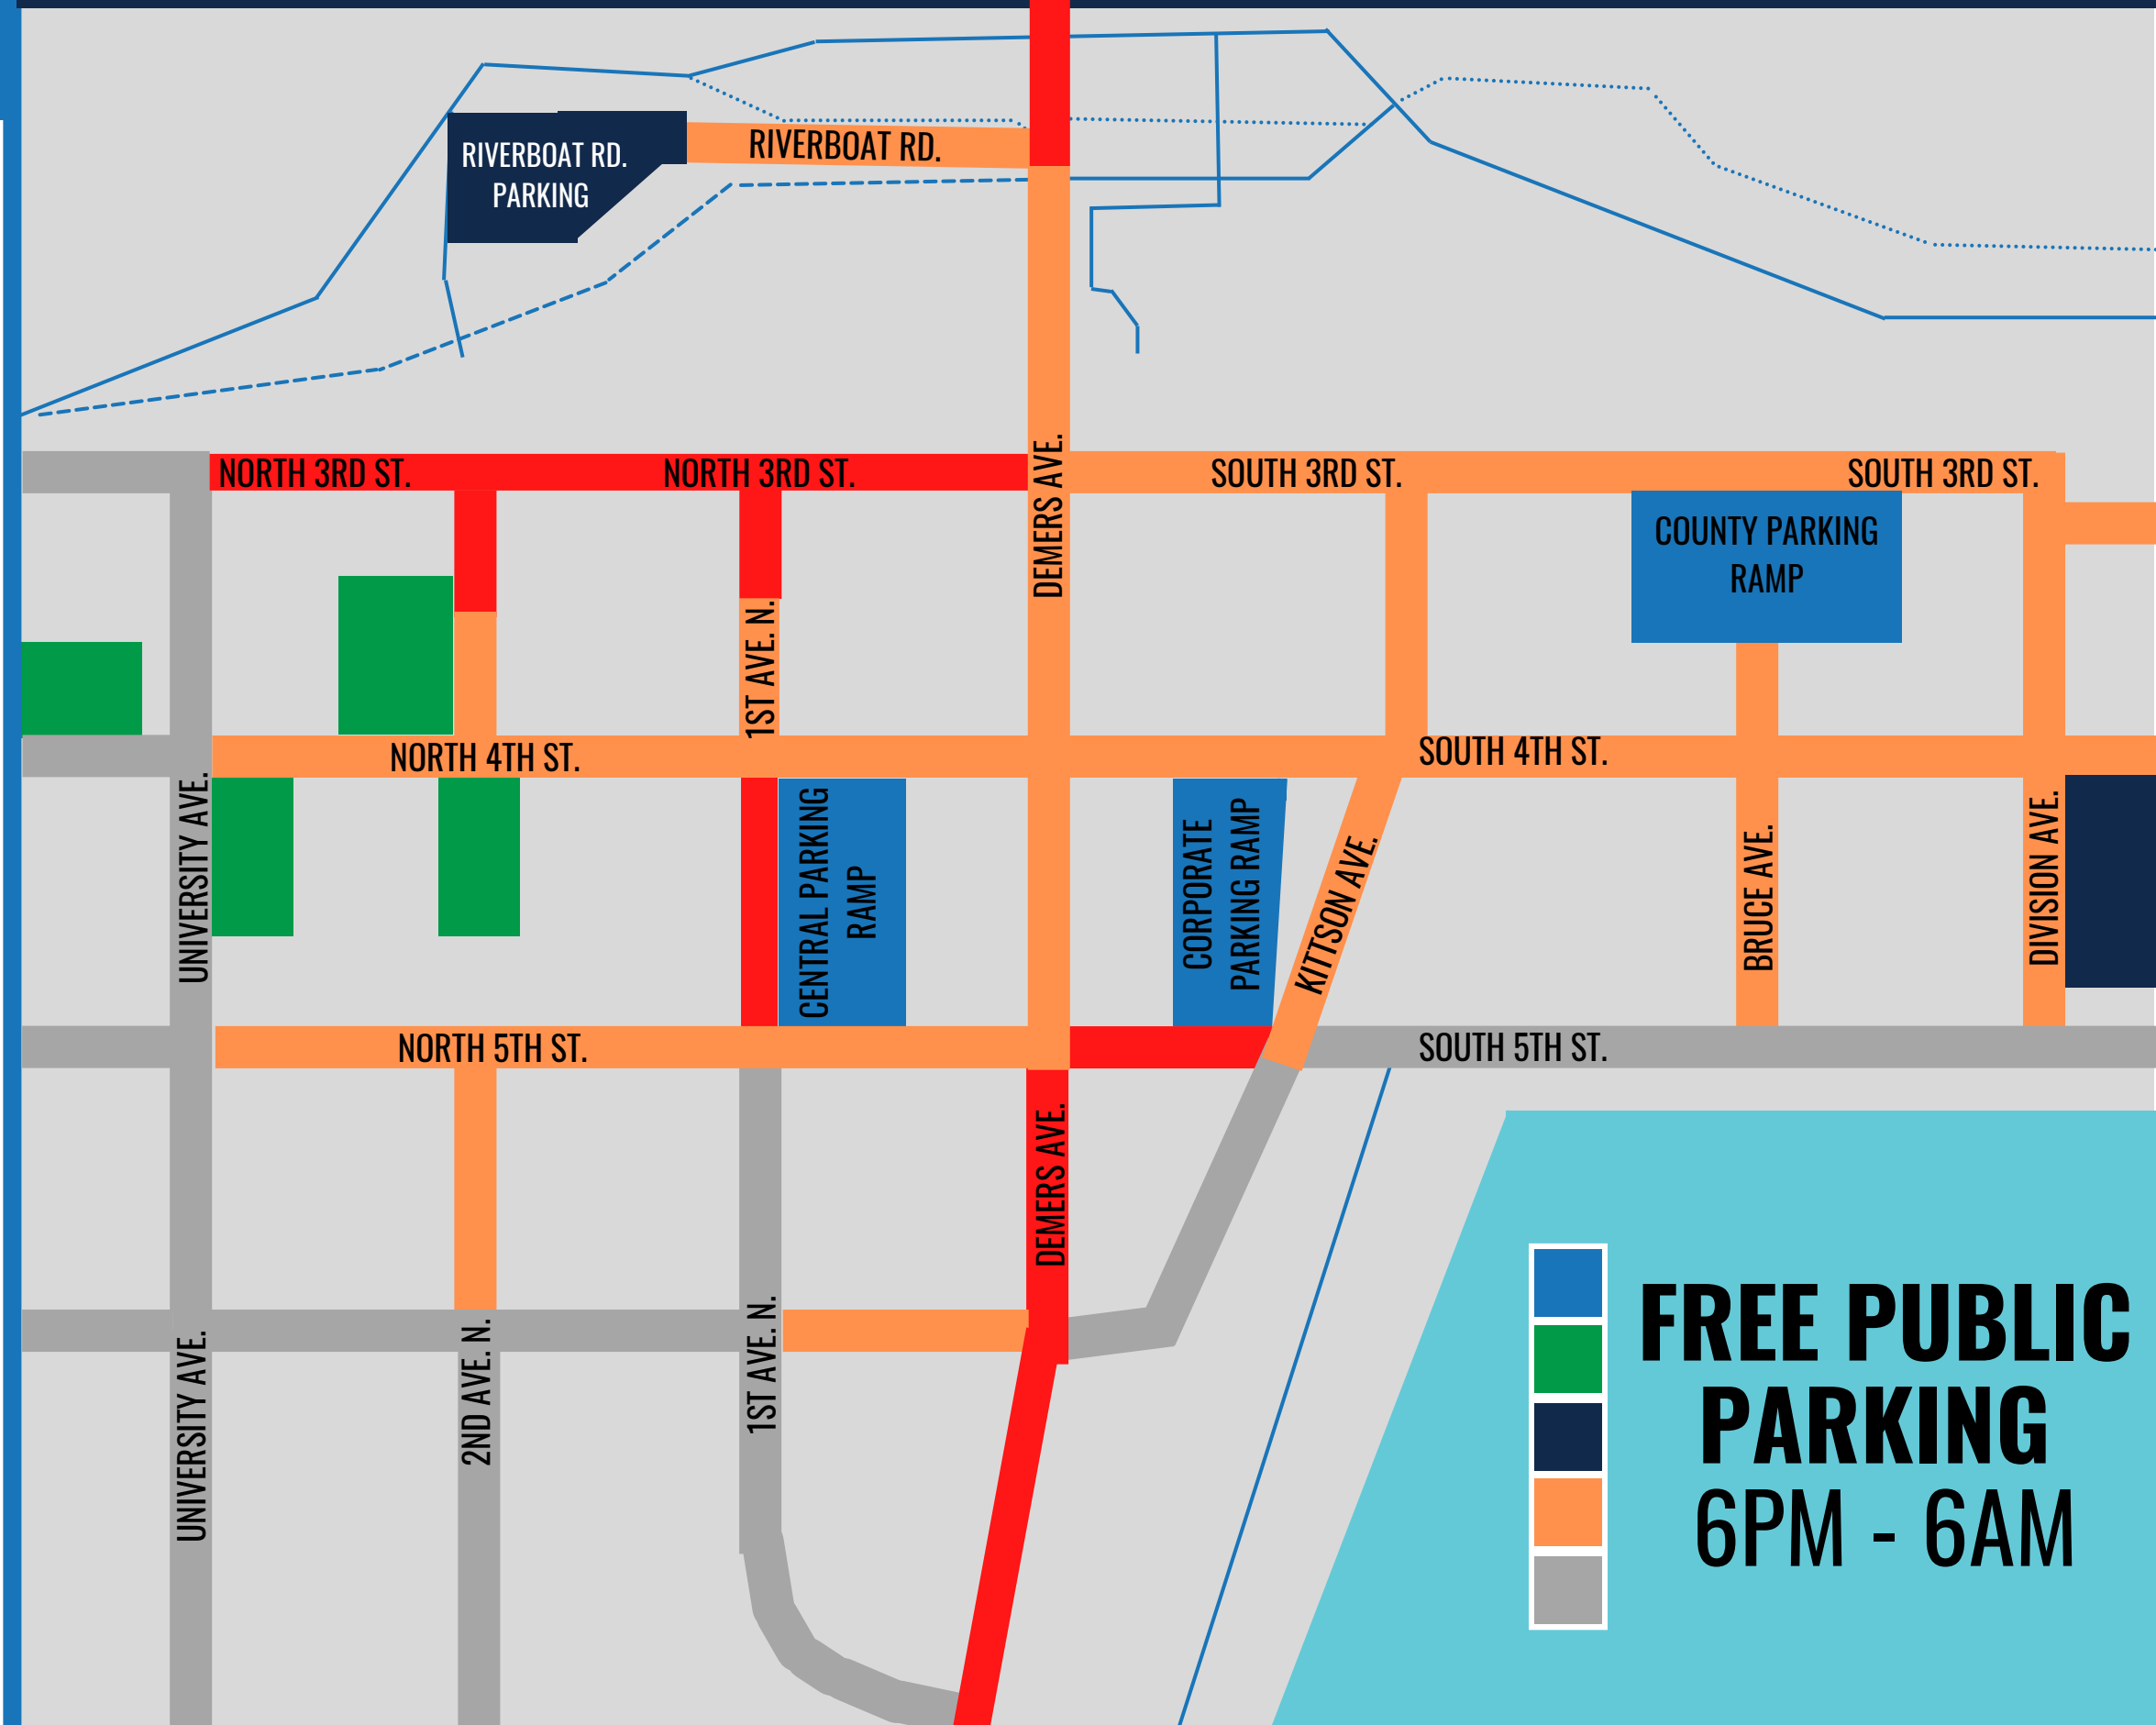 RIVERBOAT RD.
PARKING
RIVERBOAT RD.
NORTH 3RD ST.
NORTH 3RD ST.
DEMERS AVE.
SOUTH 3RD ST.
SOUTH 3RD ST.
COUNTY PARKING
RAMP
1ST AVE. N.
NORTH 4TH ST.
SOUTH 4TH ST.
UNIVERSITY AVE.
CENTRAL PARKING
RAMP
CORPORATE
PARKING RAMP
KITTSON AVE.
BRUCE AVE.
DIVISION AVE.
NORTH 5TH ST.
SOUTH 5TH ST.
DEMERS AVE.
UNIVERSITY AVE.
2ND AVE. N.
1ST AVE. N.
FREE PUBLIC
PARKING
6PM - 6AM